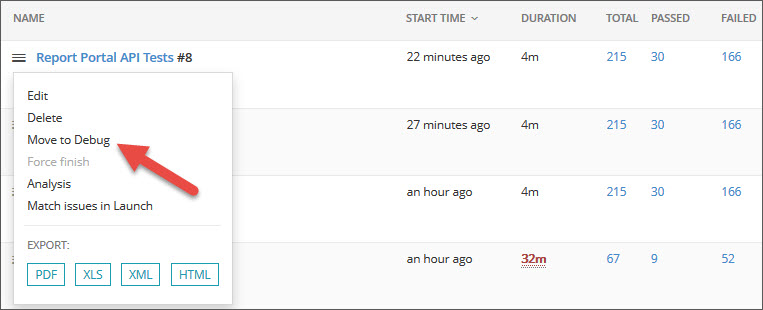 NAME START TIME DURATION TOTAL PASSED FAILED
Report Portal API Tests #8 22 minutes ago 4m 215 30 166
Edit
Delete
27 minutes ago 4m 215 30 166
Move to Debug
Force finish
Analysis
an hour ago 4m 215 30 166
Match issues in Launch
EXPORT:
an hour ago 32m 67 9 52
PDF XLS XML HTML